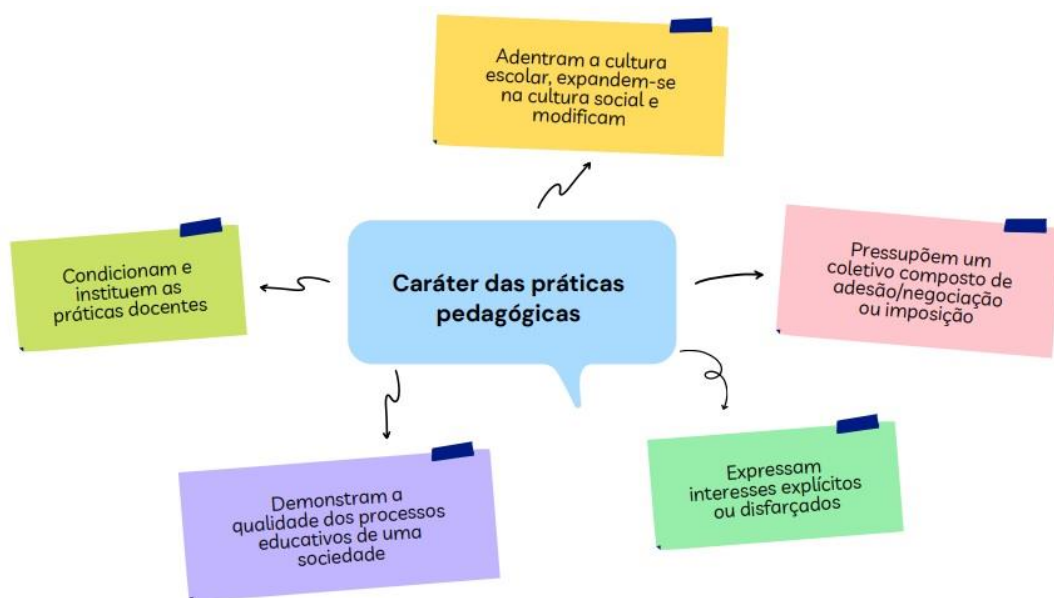 Adentram a cultura
escolar, expandem-se
na cultura social e
modificam
Caráter das práticas
pedagógicas
Pressupõem um
coletivo composto de
adesão/negociação
ou imposição
Condicionam e
instituem as
práticas docentes
Demonstram a
qualidade dos processos
educativos de uma
sociedade
Expressam
interesses explícitos
ou disfarçados